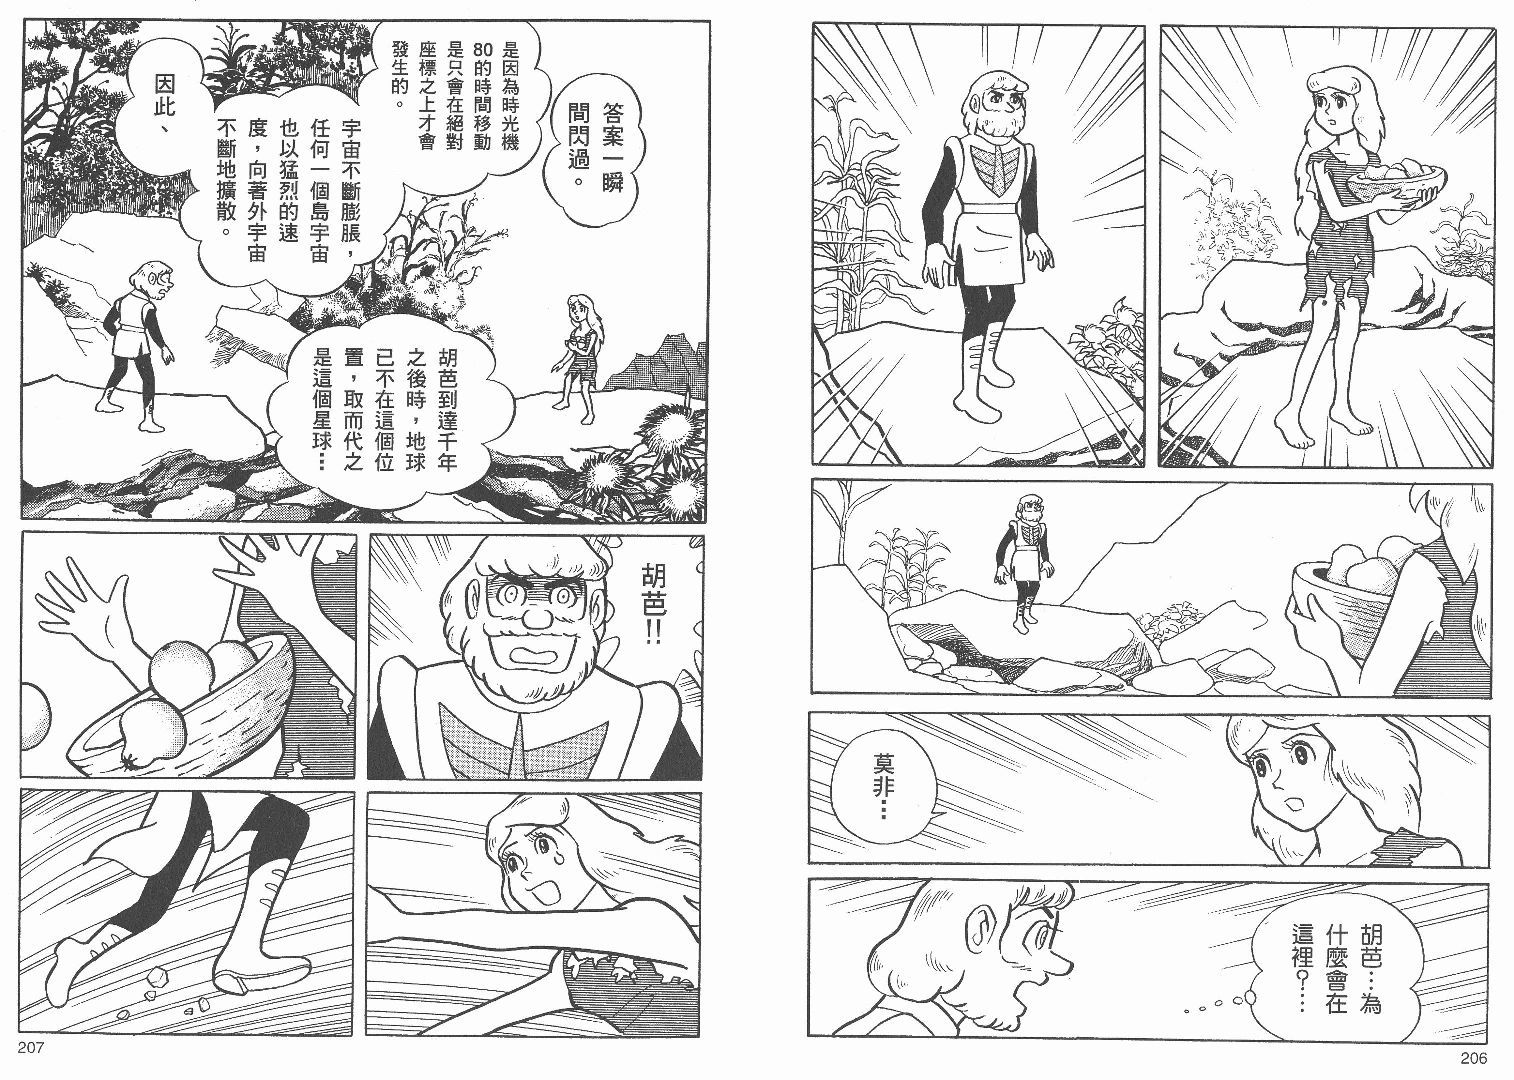 莫非…
胡芭…為
什麼會在
這裡?…
206
答案一瞬
間閃過。
是因為時光機
80的時間移動
是只會在絕對
座標之上才會
發生的。
宇宙不斷膨脹，
任何一個島宇宙
也以猛烈的速
度，向著外宇宙
不斷地擴散。
因此、
胡芭到達千年
之後時，地球
已不在這個位
置，取而代之
是這個星球…
胡芭!!
207